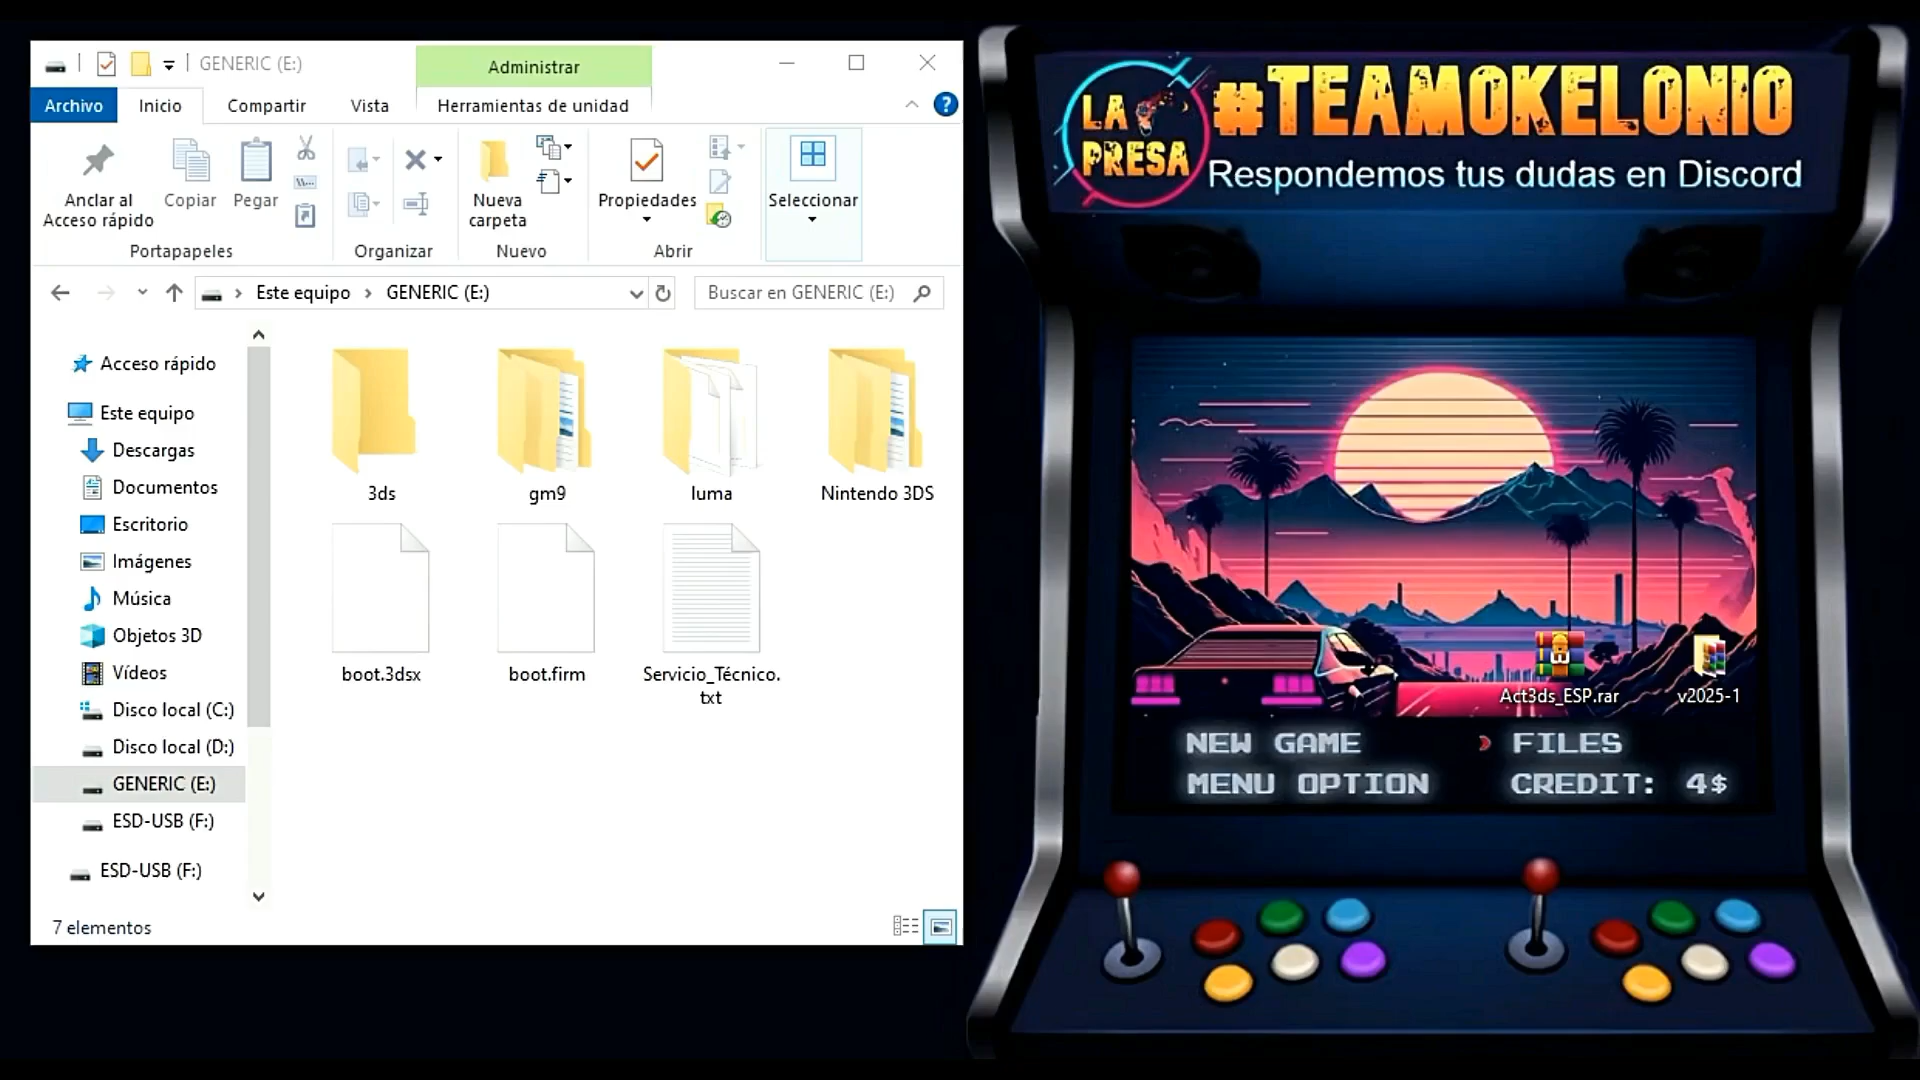 GENERIC (E:)
Administrar
Archivo
Inicio
Compartir
Vista
Herramientas de unidad
Anclar al
Acceso rápido
Copiar
Pegar
Nueva
carpeta
Propiedades
Seleccionar
Portapapeles
Organizar
Nuevo
Abrir
Este equipo
GENERIC (E:)
Buscar en GENERIC (E:)
Acceso rápido
Este equipo
Descargas
Documentos
Escritorio
Imágenes
Música
Objetos 3D
Vídeos
Disco local (C:)
Disco local (D:)
GENERIC (E:)
ESD-USB (F:)
ESD-USB (F:)
3ds
gm9
luma
Nintendo 3DS
boot.3dsx
boot.firm
Servicio_Técnico.
txt
7 elementos
LA
PRESA
#TEAMOKELONIO
Respondemos tus dudas en Discord
Act3ds_ESP.rar
v2025-1
NEW GAME
FILES
MENU OPTION
CREDIT: 4$